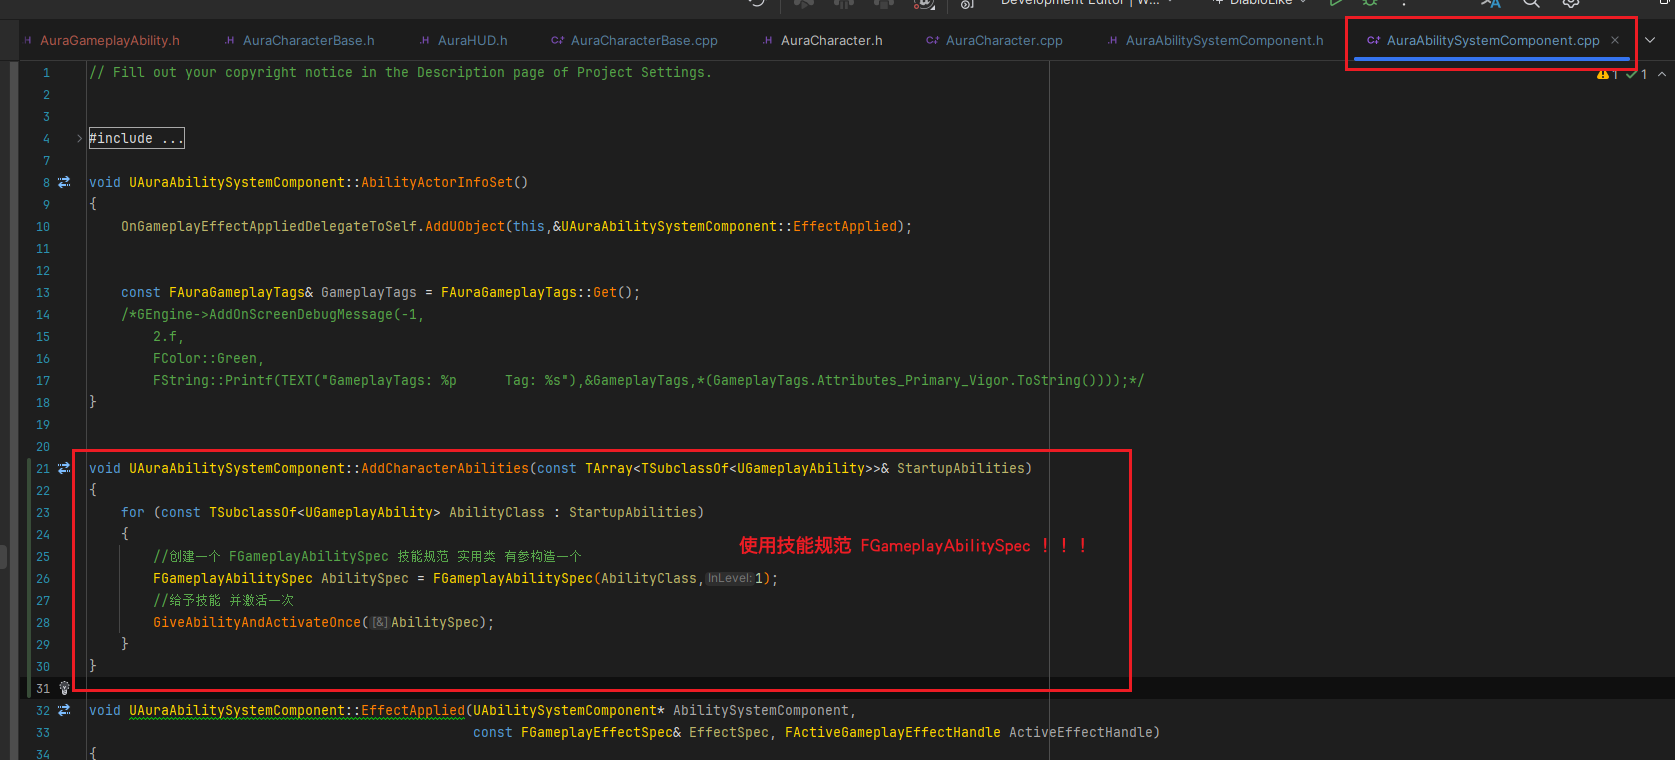 Development Editor | W... DiabloLike
AuraGameplayAbility.h AuraCharacterBase.h AuraHUD.h AuraCharacterBase.cpp AuraCharacter.h AuraCharacter.cpp AuraAbilitySystemComponent.h AuraAbilitySystemComponent.cpp
1 // Fill out your copyright notice in the Description page of Project Settings. 1 1
2
3
4 #include ...
7
8 void UAuraAbilitySystemComponent::AbilityActorInfoSet()
9 {
10 OnGameplayEffectAppliedDelegateToSelf.AddUObject(this,&UAuraAbilitySystemComponent::EffectApplied);
11
12
13 const FAuraGameplayTags& GameplayTags = FAuraGameplayTags::Get();
14 /*GEngine->AddOnScreenDebugMessage(-1,
15 2.f,
16 FColor::Green,
17 FString::Printf(TEXT("GameplayTags: %p      Tag: %s"),&GameplayTags,*(GameplayTags.Attributes_Primary_Vigor.ToString())));*/
18 }
19
20
21 void UAuraAbilitySystemComponent::AddCharacterAbilities(const TArray<TSubclassOf<UGameplayAbility>>& StartupAbilities)
22 {
23 for (const TSubclassOf<UGameplayAbility> AbilityClass : StartupAbilities)
24 {
25 //创建一个 FGameplayAbilitySpec 技能规范 实用类 有参构造一个
使用技能规范 FGameplayAbilitySpec ！！！
26 FGameplayAbilitySpec AbilitySpec = FGameplayAbilitySpec(AbilityClass,InLevel:1);
27 //给予技能 并激活一次
28 GiveAbilityAndActivateOnce([&]AbilitySpec);
29 }
30 }
31
32 void UAuraAbilitySystemComponent::EffectApplied(UAbilitySystemComponent* AbilitySystemComponent,
33 const FGameplayEffectSpec& EffectSpec, FActiveGameplayEffectHandle ActiveEffectHandle)
34 {